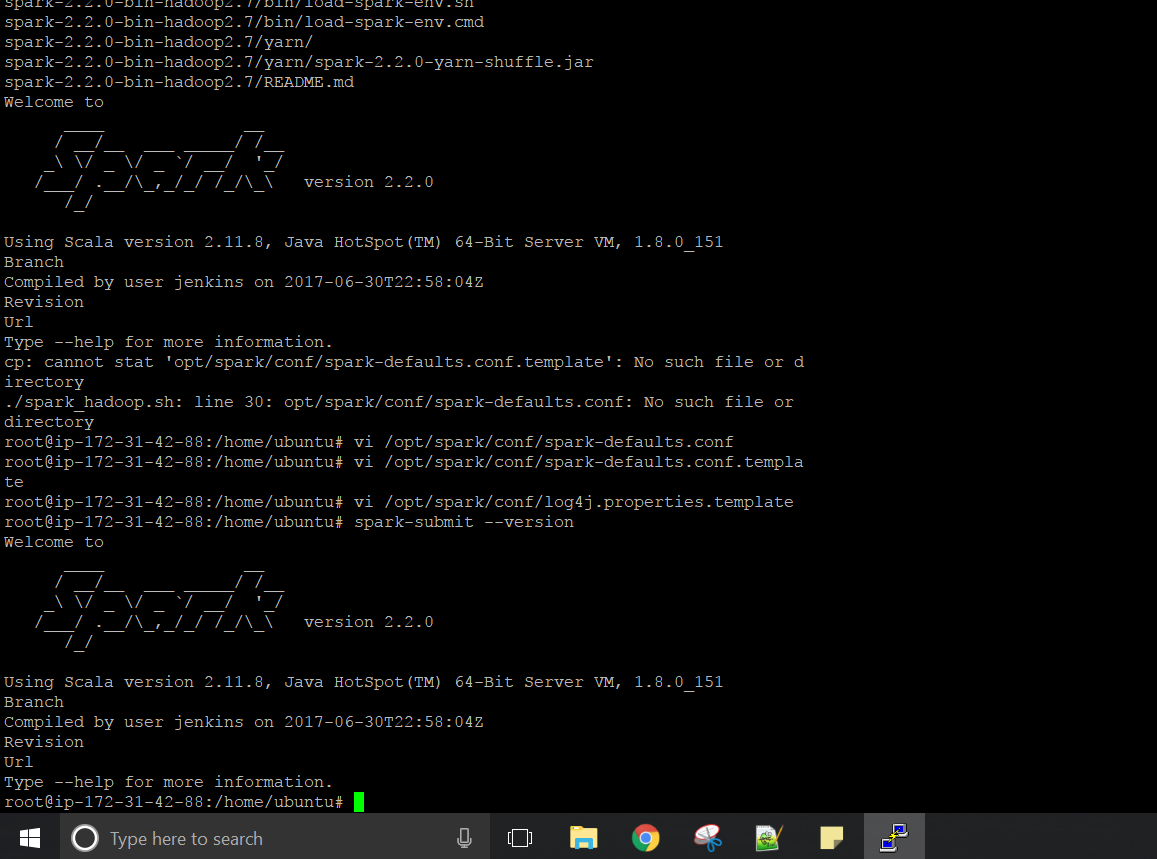 spark-2.2.0-bin-hadoop2.7/bin/load-spark-env.sh
spark-2.2.0-bin-hadoop2.7/bin/load-spark-env.cmd
spark-2.2.0-bin-hadoop2.7/yarn/
spark-2.2.0-bin-hadoop2.7/yarn/spark-2.2.0-yarn-shuffle.jar
spark-2.2.0-bin-hadoop2.7/README.md
Welcome to
      ____              __
     / __/__  ___ _____/ /__
    _\ \/ _ \/ _ `/ __/  '_/
   /___/ .__/\_,_/_/ /_/\_\   version 2.2.0
      /_/
Using Scala version 2.11.8, Java HotSpot(TM) 64-Bit Server VM, 1.8.0_151
Branch
Compiled by user jenkins on 2017-06-30T22:58:04Z
Revision
Url
Type --help for more information.
cp: cannot stat 'opt/spark/conf/spark-defaults.conf.template': No such file or d
irectory
./spark_hadoop.sh: line 30: opt/spark/conf/spark-defaults.conf: No such file or
directory
root@ip-172-31-42-88:/home/ubuntu# vi /opt/spark/conf/spark-defaults.conf
root@ip-172-31-42-88:/home/ubuntu# vi /opt/spark/conf/spark-defaults.conf.templa
te
root@ip-172-31-42-88:/home/ubuntu# vi /opt/spark/conf/log4j.properties.template
root@ip-172-31-42-88:/home/ubuntu# spark-submit --version
Welcome to
      ____              __
     / __/__  ___ _____/ /__
    _\ \/ _ \/ _ `/ __/  '_/
   /___/ .__/\_,_/_/ /_/\_\   version 2.2.0
      /_/
Using Scala version 2.11.8, Java HotSpot(TM) 64-Bit Server VM, 1.8.0_151
Branch
Compiled by user jenkins on 2017-06-30T22:58:04Z
Revision
Url
Type --help for more information.
root@ip-172-31-42-88:/home/ubuntu#
Type here to search